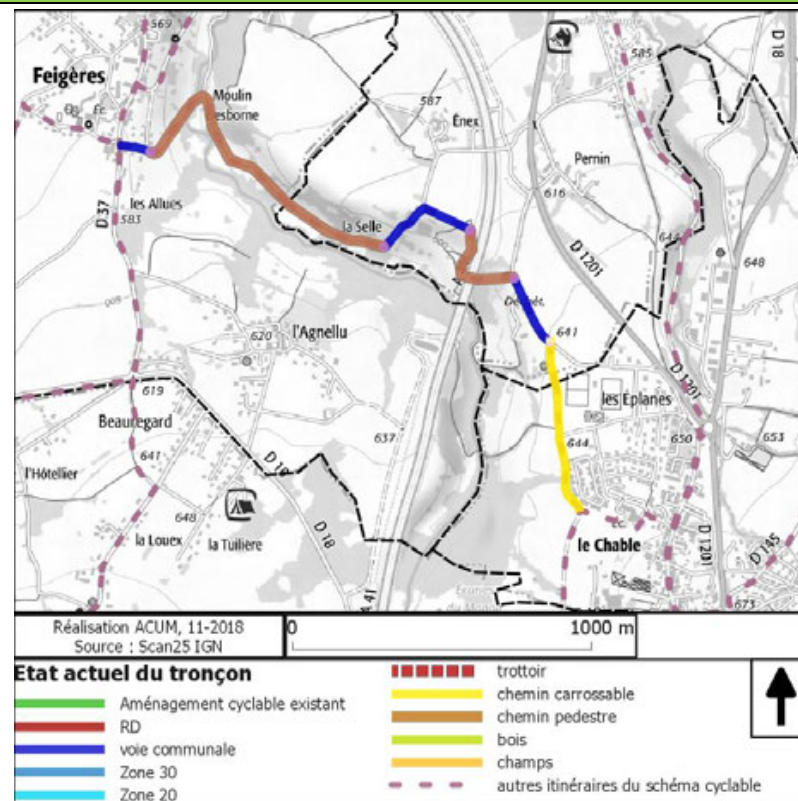 569
Feigères
Moulin
esborne
587
Énex
585
D 18
Pernin
616
les Allues
583
D 37
la Selle
D 1201
644
648
641
l'Agnellu
620
619
les Éplanes
D 1201
Beauregard
637
644
650
653
641
l'Hôtellier
648
la Louex
la Tuilière
D 18
le Chable
D 1201
D 145
A 41
673
Réalisation ACUM, 11-2018
Source : Scan25 IGN
0
1000 m
Etat actuel du tronçon
Aménagement cyclable existant
RD
voie communale
Zone 30
Zone 20
trottoir
chemin carrossable
chemin pedestre
bois
champs
autres itinéraires du schéma cyclable